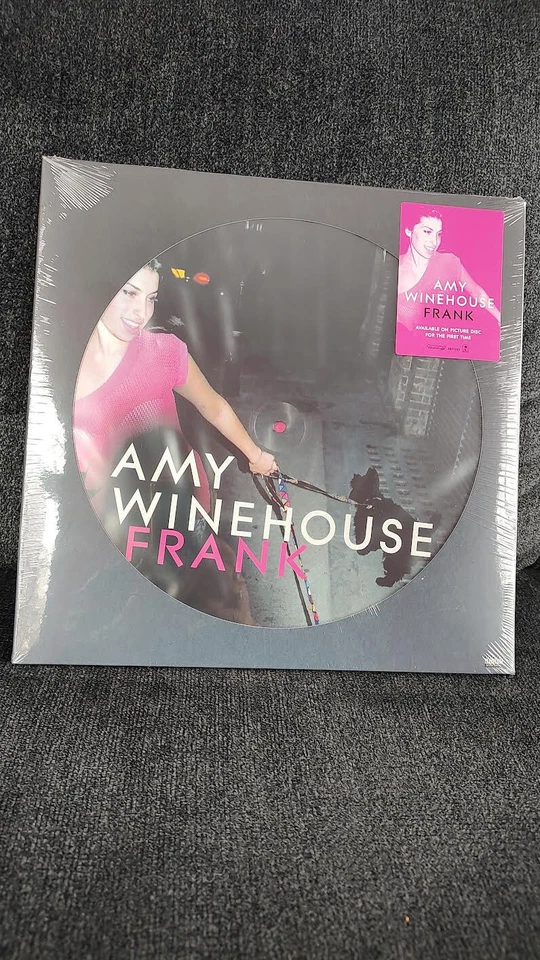 AMY
WINEHOUSE
FRANK
AVAILABLE ON PICTURE DISC
FOR THE FIRST TIME
AMY
WINEHOUSE
FRANK